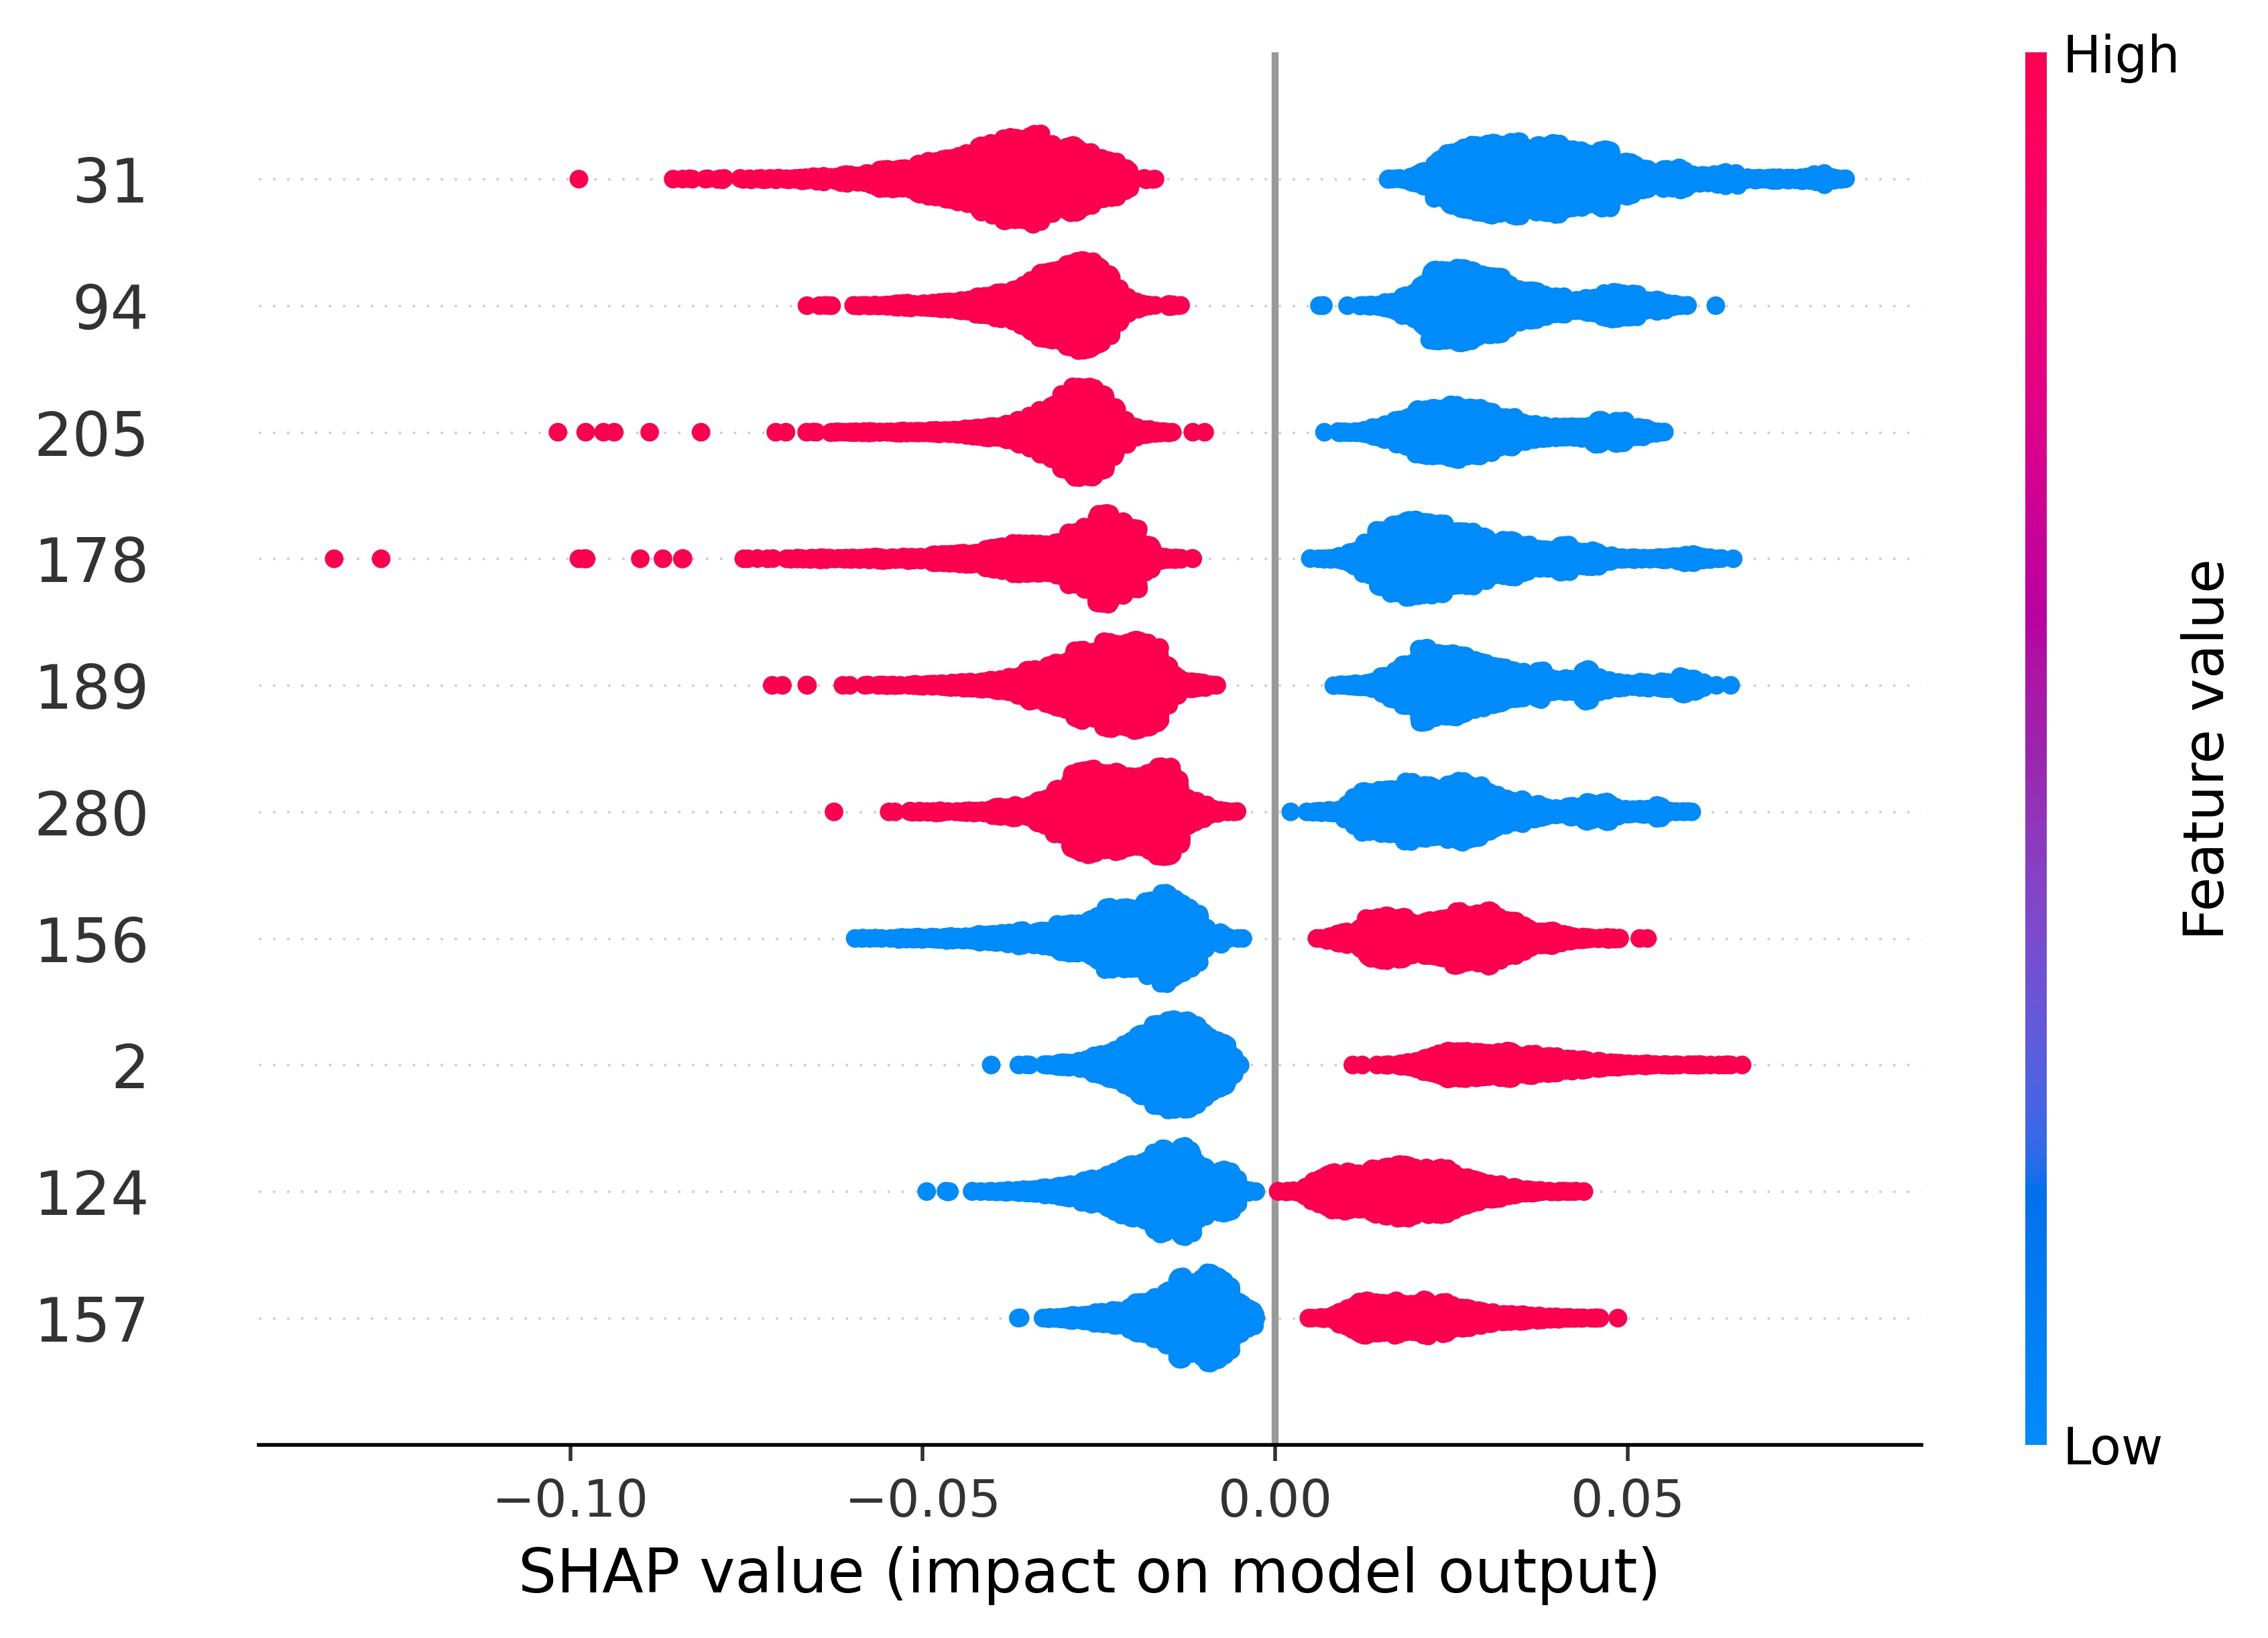 High
31
94
205
178
189
280
156
2
124
157
Feature value
Low
−0.10 −0.05 0.00 0.05
SHAP value (impact on model output)